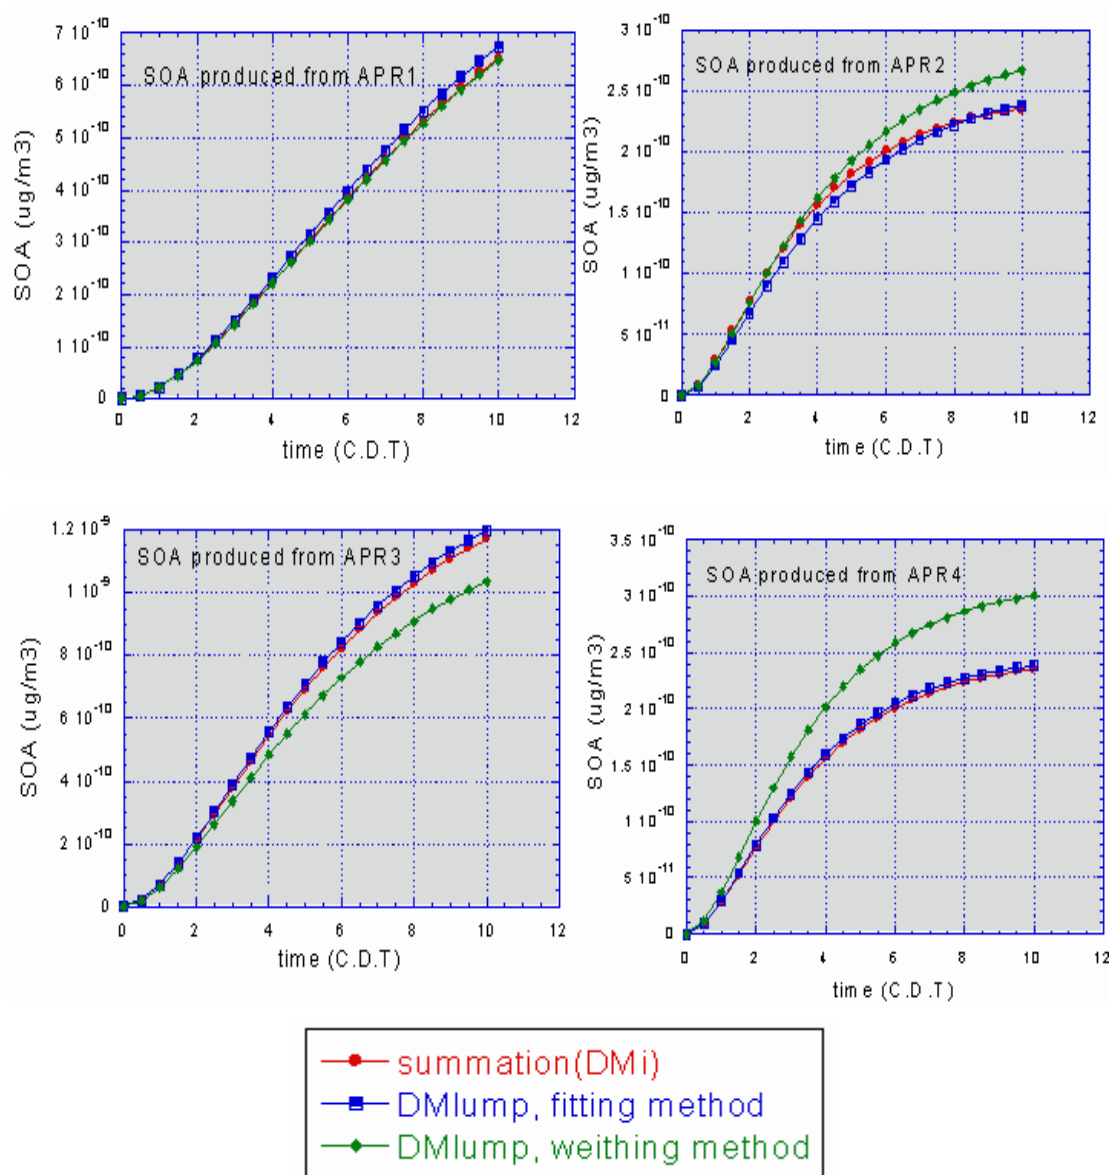 7 10⁻¹⁰
6 10⁻¹⁰
5 10⁻¹⁰
4 10⁻¹⁰
3 10⁻¹⁰
2 10⁻¹⁰
1 10⁻¹⁰
0
SOA (ug/m3)
SOA produced from APR1
0 2 4 6 8 10 12
time (C.D.T)
3 10⁻¹⁰
2.5 10⁻¹⁰
2 10⁻¹⁰
1.5 10⁻¹⁰
1 10⁻¹⁰
5 10⁻¹¹
0
SOA (ug/m3)
SOA produced from APR2
0 2 4 6 8 10 12
time (C.D.T)
1.2 10⁻⁹
1 10⁻⁹
8 10⁻¹⁰
6 10⁻¹⁰
4 10⁻¹⁰
2 10⁻¹⁰
0
SOA (ug/m3)
SOA produced from APR3
0 2 4 6 8 10 12
time (C.D.T)
3.5 10⁻¹⁰
3 10⁻¹⁰
2.5 10⁻¹⁰
2 10⁻¹⁰
1.5 10⁻¹⁰
1 10⁻¹⁰
5 10⁻¹¹
0
SOA (ug/m3)
SOA produced from APR4
0 2 4 6 8 10 12
time (C.D.T)
summation(DMi)
DMlump, fitting method
DMlump, weithing method